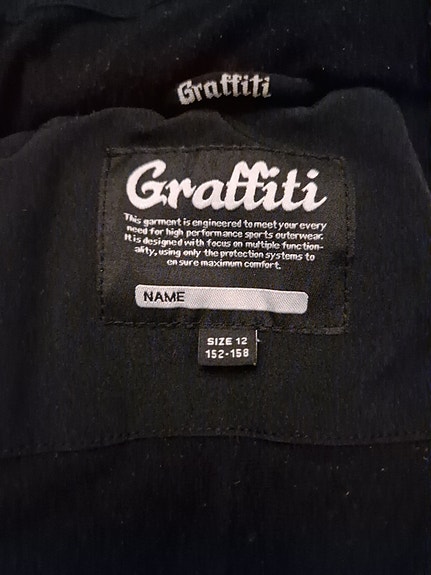 Graffiti
Graffiti
This garment is engineered to meet your every
need for high performance sports outerwear.
It is designed with focus on multiple function-
ality, using only the protection systems to
ensure maximum comfort.
NAME
SIZE 12
152-158